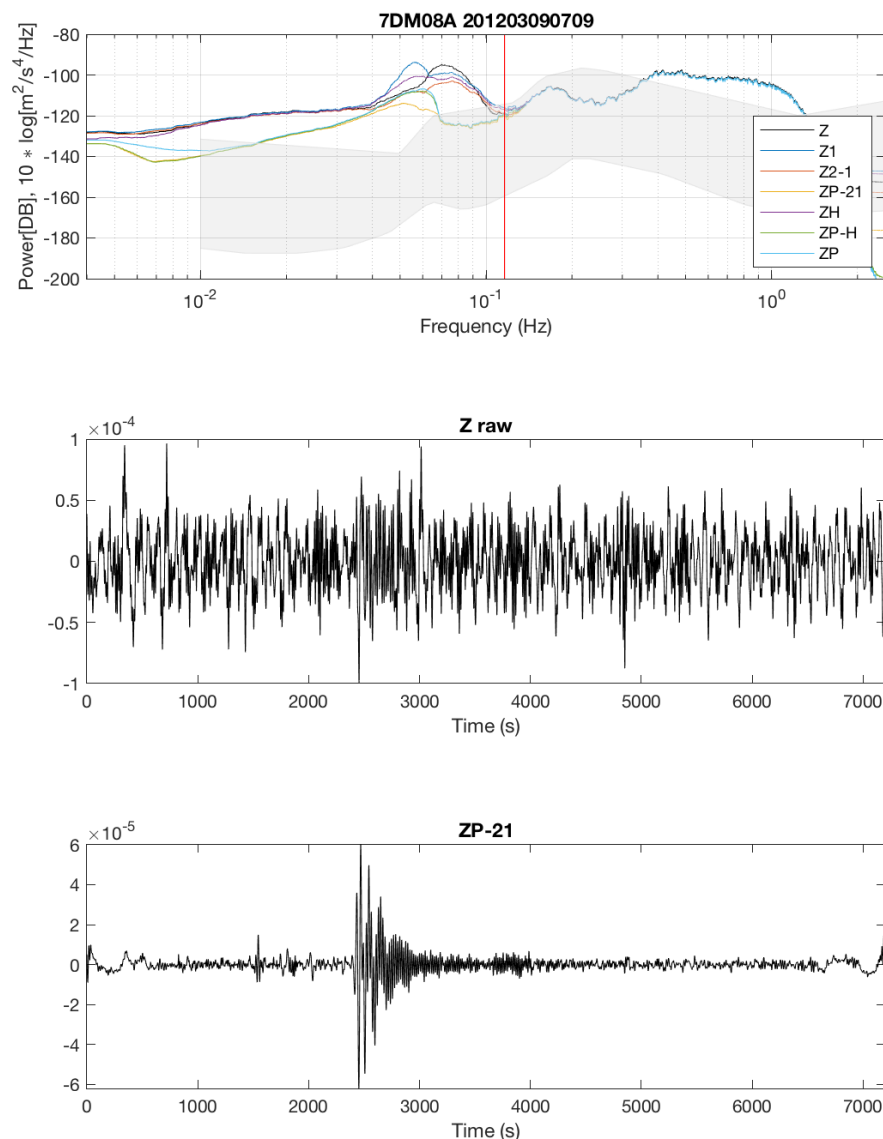 7DM08A 201203090709
Power[DB], 10 * log[m²/s⁴/Hz]
-80
-100
-120
-140
-160
-180
-200
Z
Z1
Z2-1
ZP-21
ZH
ZP-H
ZP
10⁻²
10⁻¹
10⁰
Frequency (Hz)
×10⁻⁴
Z raw
1
0.5
0
-0.5
-1
0
1000
2000
3000
4000
5000
6000
7000
Time (s)
×10⁻⁵
ZP-21
6
4
2
0
-2
-4
-6
0
1000
2000
3000
4000
5000
6000
7000
Time (s)